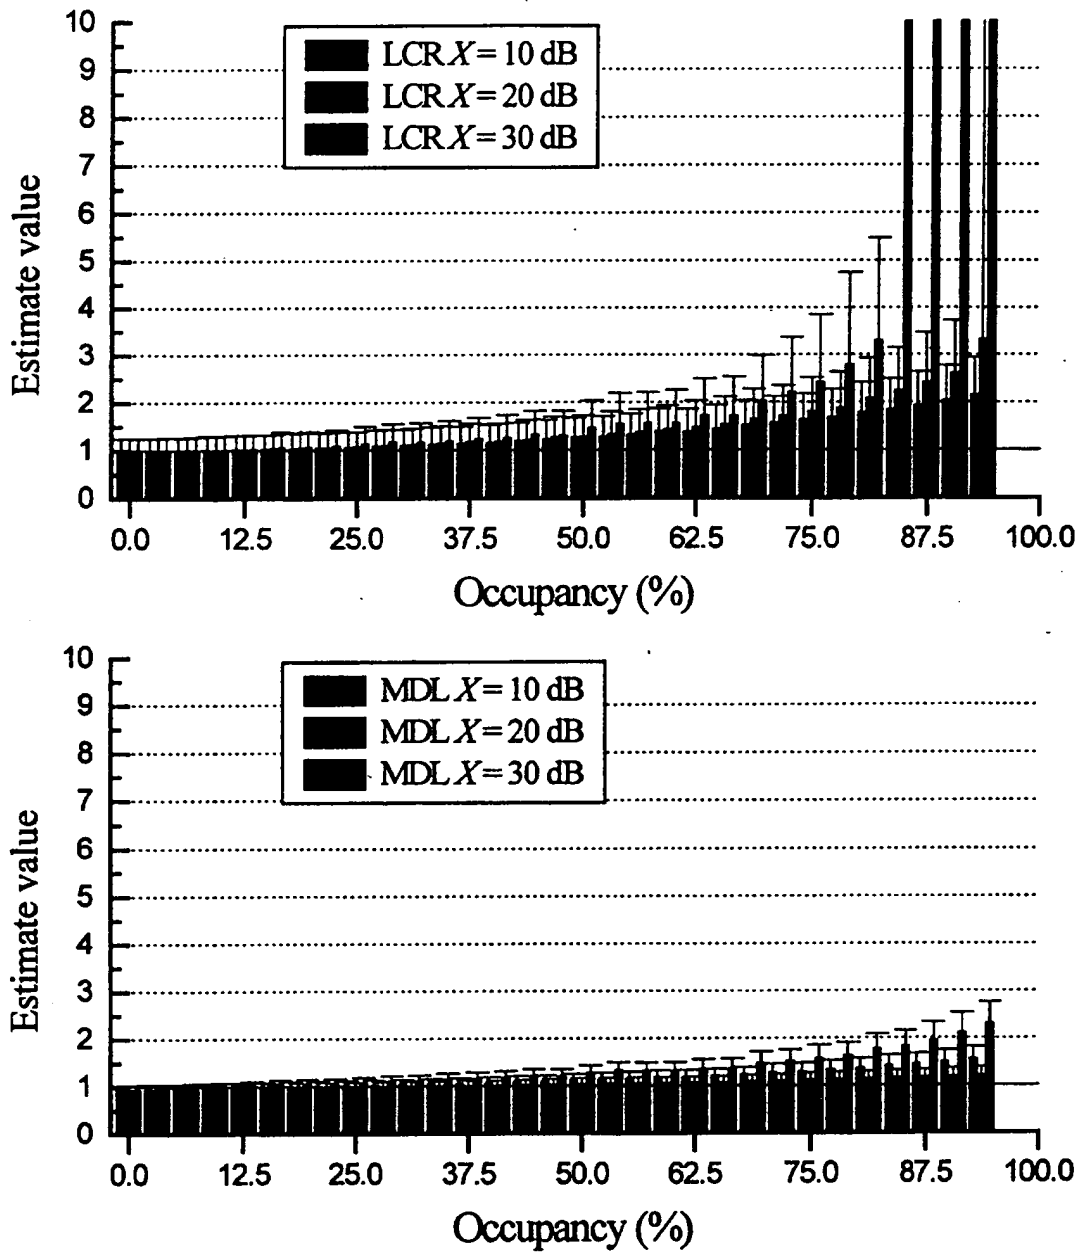 10
9
8
7
6
5
4
3
2
1
0
Estimate value
LCR X = 10 dB
LCR X = 20 dB
LCR X = 30 dB
0.0 12.5 25.0 37.5 50.0 62.5 75.0 87.5 100.0
Occupancy (%)
10
9
8
7
6
5
4
3
2
1
0
Estimate value
MDL X = 10 dB
MDL X = 20 dB
MDL X = 30 dB
0.0 12.5 25.0 37.5 50.0 62.5 75.0 87.5 100.0
Occupancy (%)